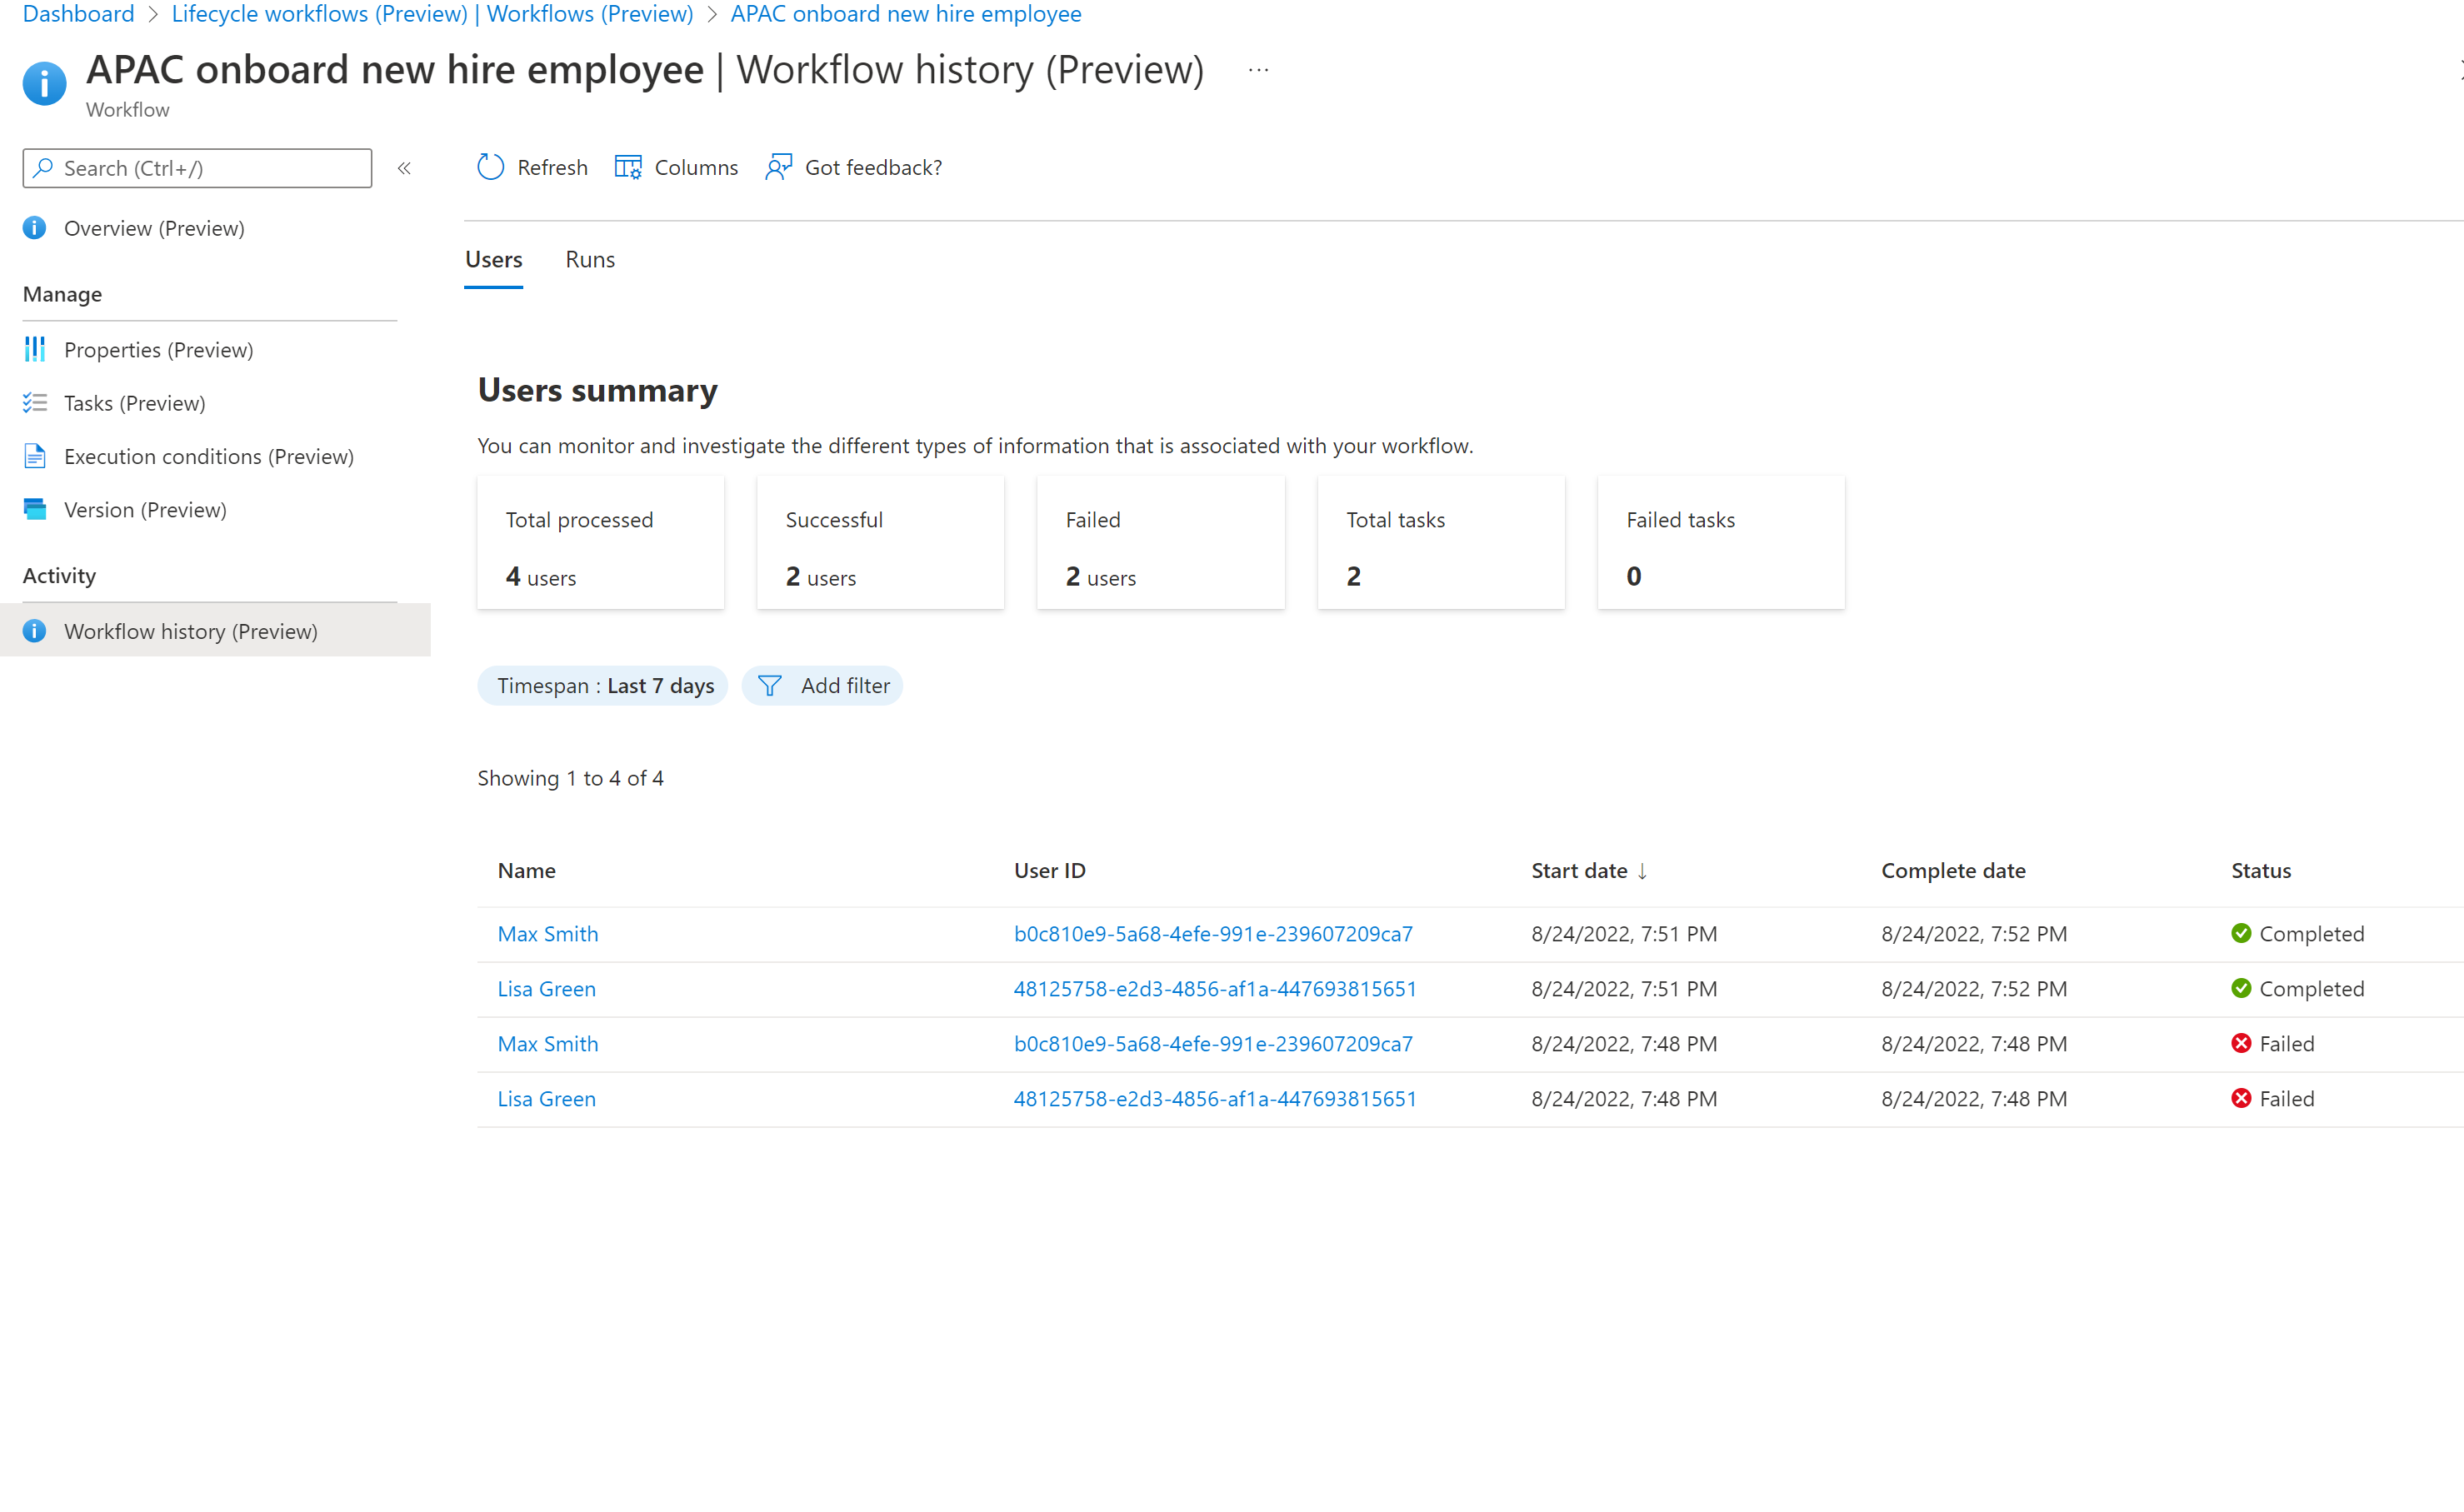 Dashboard > Lifecycle workflows (Preview) | Workflows (Preview) > APAC onboard new hire employee
APAC onboard new hire employee | Workflow history (Preview) ...
Workflow
Search (Ctrl+/) «
Refresh Columns Got feedback?
Overview (Preview)
Manage
Properties (Preview)
Tasks (Preview)
Execution conditions (Preview)
Version (Preview)
Activity
Workflow history (Preview)
Users Runs
Users summary
You can monitor and investigate the different types of information that is associated with your workflow.
Total processed Successful Failed Total tasks Failed tasks
4 users 2 users 2 users 2 0
Timespan : Last 7 days Add filter
Showing 1 to 4 of 4
Name User ID Start date ↓ Complete date Status
Max Smith b0c810e9-5a68-4efe-991e-239607209ca7 8/24/2022, 7:51 PM 8/24/2022, 7:52 PM Completed
Lisa Green 48125758-e2d3-4856-af1a-447693815651 8/24/2022, 7:51 PM 8/24/2022, 7:52 PM Completed
Max Smith b0c810e9-5a68-4efe-991e-239607209ca7 8/24/2022, 7:48 PM 8/24/2022, 7:48 PM Failed
Lisa Green 48125758-e2d3-4856-af1a-447693815651 8/24/2022, 7:48 PM 8/24/2022, 7:48 PM Failed